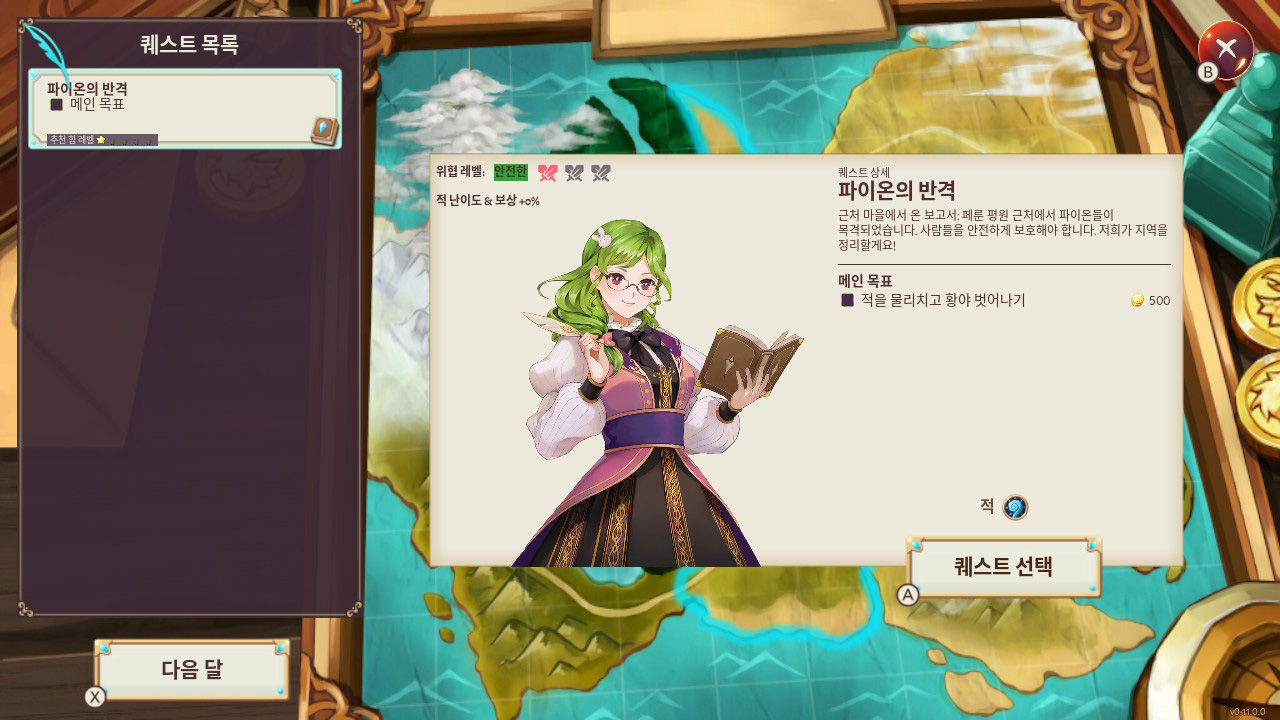 퀘스트 목록
파이온의 반격
메인 목표
추천 힘 레벨
다음 달
X
위협 레벨: 안전한
적 난이도 & 보상 +0%
퀘스트 상세
파이온의 반격
근처 마을에서 온 보고서: 페룬 평원 근처에서 파이온들이
목격되었습니다. 사람들을 안전하게 보호해야 합니다. 저희가 지역을
정리할게요!
메인 목표
적을 물리치고 황야 벗어나기 500
적
퀘스트 선택
A
B
v0.11.0.0